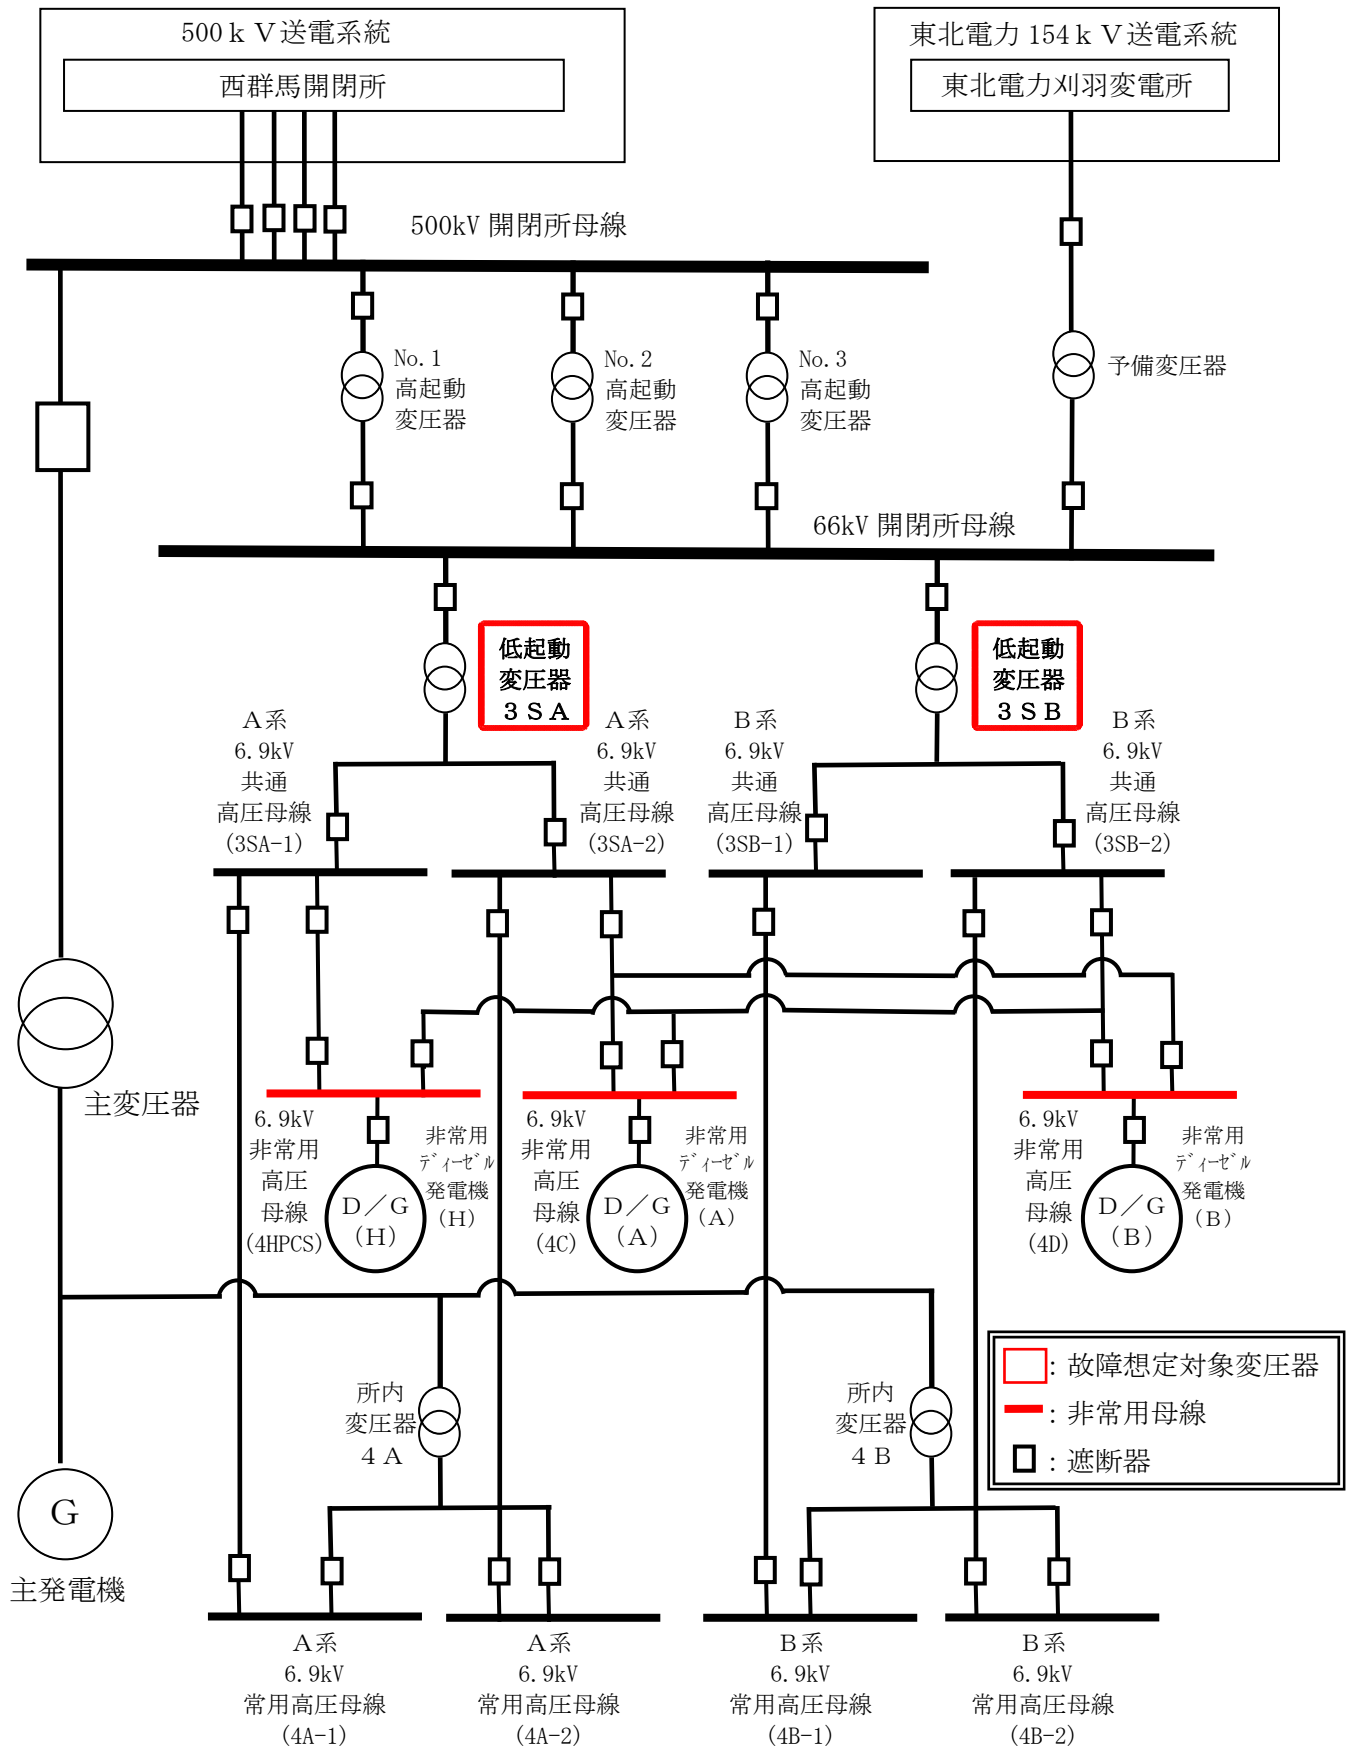 500ｋＶ送電系統
西群馬開閉所
東北電力154ｋＶ送電系統
東北電力刈羽変電所
500kV開閉所母線
No.1
高起動
変圧器
No.2
高起動
変圧器
No.3
高起動
変圧器
予備変圧器
66kV開閉所母線
低起動
変圧器
３ＳＡ
低起動
変圧器
３ＳＢ
Ａ系
6.9kV
共通
高圧母線
(3SA-1)
Ａ系
6.9kV
共通
高圧母線
(3SA-2)
Ｂ系
6.9kV
共通
高圧母線
(3SB-1)
Ｂ系
6.9kV
共通
高圧母線
(3SB-2)
主変圧器
6.9kV
非常用
高圧
母線
(4HPCS)
Ｄ／Ｇ
(Ｈ)
非常用
ﾃﾞｨｰｾﾞﾙ
発電機
(Ｈ)
6.9kV
非常用
高圧
母線
(4C)
Ｄ／Ｇ
(Ａ)
非常用
ﾃﾞｨｰｾﾞﾙ
発電機
(Ａ)
6.9kV
非常用
高圧
母線
(4D)
Ｄ／Ｇ
(Ｂ)
非常用
ﾃﾞｨｰｾﾞﾙ
発電機
(Ｂ)
所内
変圧器
４Ａ
所内
変圧器
４Ｂ
：故障想定対象変圧器
：非常用母線
：遮断器
Ｇ
主発電機
Ａ系
6.9kV
常用高圧母線
(4A-1)
Ａ系
6.9kV
常用高圧母線
(4A-2)
Ｂ系
6.9kV
常用高圧母線
(4B-1)
Ｂ系
6.9kV
常用高圧母線
(4B-2)